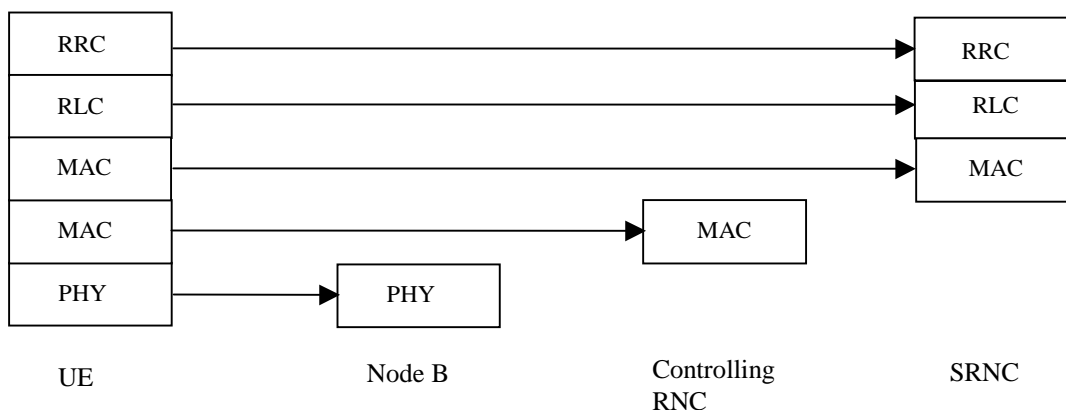 RRC RRC
RLC RLC
MAC MAC
MAC MAC
PHY PHY
UE Node B Controlling RNC SRNC